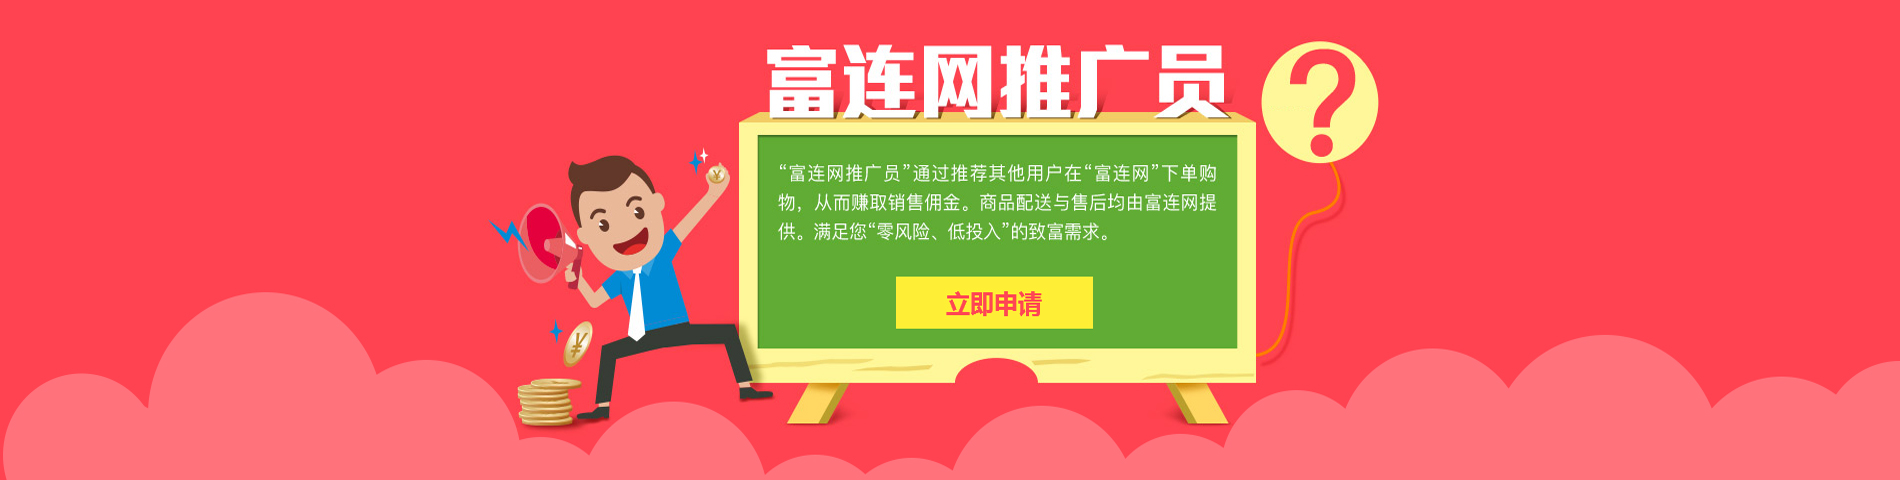 富连网推广员
?
“富连网推广员”通过推荐其他用户在“富连网”下单购
物，从而赚取销售佣金。商品配送与售后均由富连网提
供。满足您“零风险、低投入”的致富需求。
立即申请
¥
¥